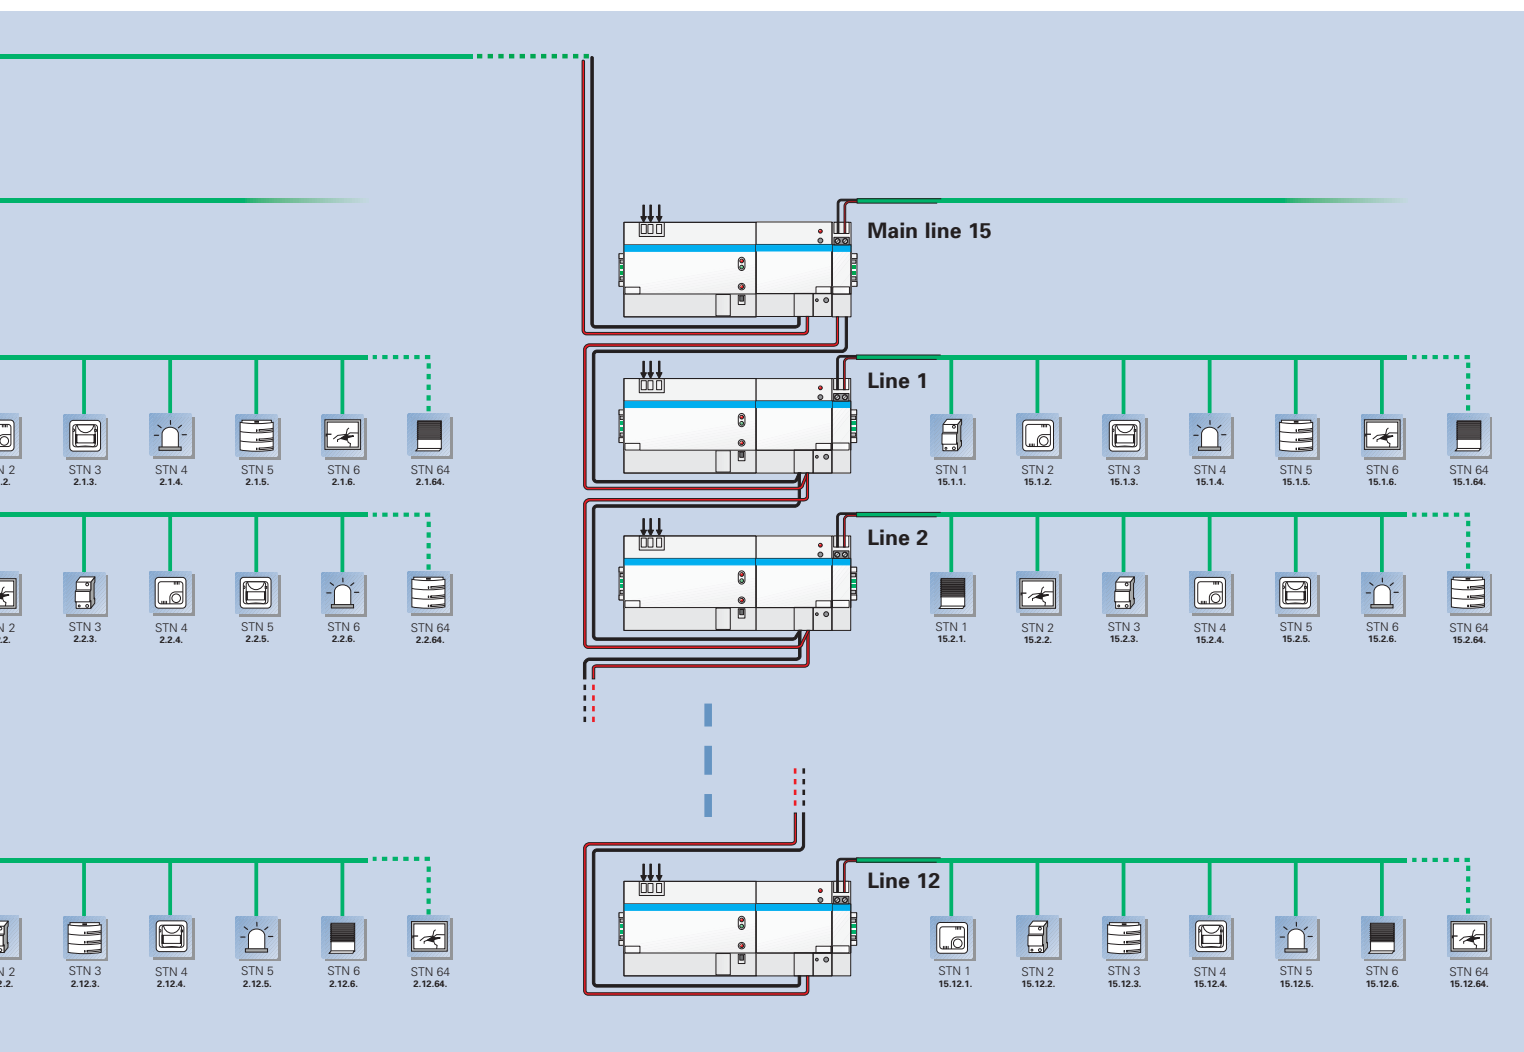 Main line 15
Line 1
STN 3 STN 4 STN 5 STN 6 STN 64
2.1.3. 2.1.4. 2.1.5. 2.1.6. 2.1.64.
STN 1 STN 2 STN 3 STN 4 STN 5 STN 6 STN 64
15.1.1. 15.1.2. 15.1.3. 15.1.4. 15.1.5. 15.1.6. 15.1.64.
Line 2
STN 3 STN 4 STN 5 STN 6 STN 64
2.2.3. 2.2.4. 2.2.5. 2.2.6. 2.2.64.
STN 1 STN 2 STN 3 STN 4 STN 5 STN 6 STN 64
15.2.1. 15.2.2. 15.2.3. 15.2.4. 15.2.5. 15.2.6. 15.2.64.
Line 12
STN 3 STN 4 STN 5 STN 6 STN 64
2.12.3. 2.12.4. 2.12.5. 2.12.6. 2.12.64.
STN 1 STN 2 STN 3 STN 4 STN 5 STN 6 STN 64
15.12.1. 15.12.2. 15.12.3. 15.12.4. 15.12.5. 15.12.6. 15.12.64.